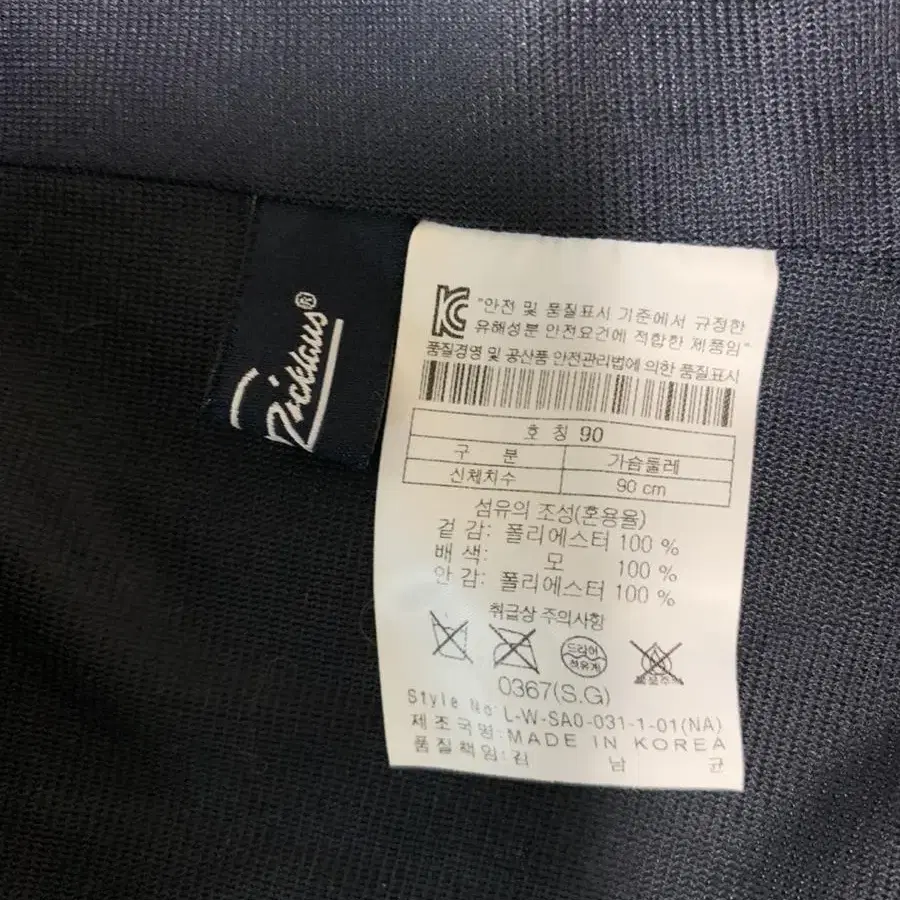 Zickhaus®
"안전 및 품질표시 기준에서 규정한
유해성분 안전요건에 적합한 제품임"
품질경영 및 공산품 안전관리법에 의한 품질표시
호 칭 90
구 분 가슴둘레
신체치수 90 cm
섬유의 조성(혼용율)
겉 감: 폴리에스터 100 %
배 색: 모 100 %
안 감: 폴리에스터 100 %
취급상 주의사항
드라이
석유계
0367(S.G)
Style No: L-W-SA0-031-1-01(NA)
제조국명: MADE IN KOREA
품질책임: 김 남 균